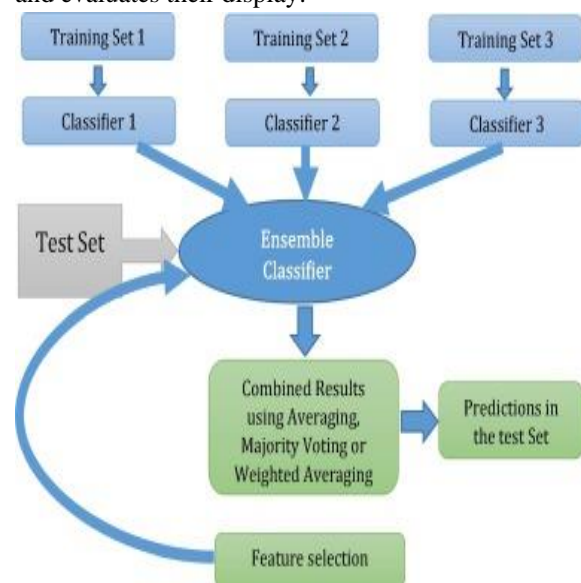 and evaluates their display.
Training Set 1
Training Set 2
Training Set 3
Classifier 1
Classifier 2
Classifier 3
Test Set
Ensemble
Classifier
Combined Results
using Averaging,
Majority Voting or
Weighted Averaging
Predictions in
the test Set
Feature selection